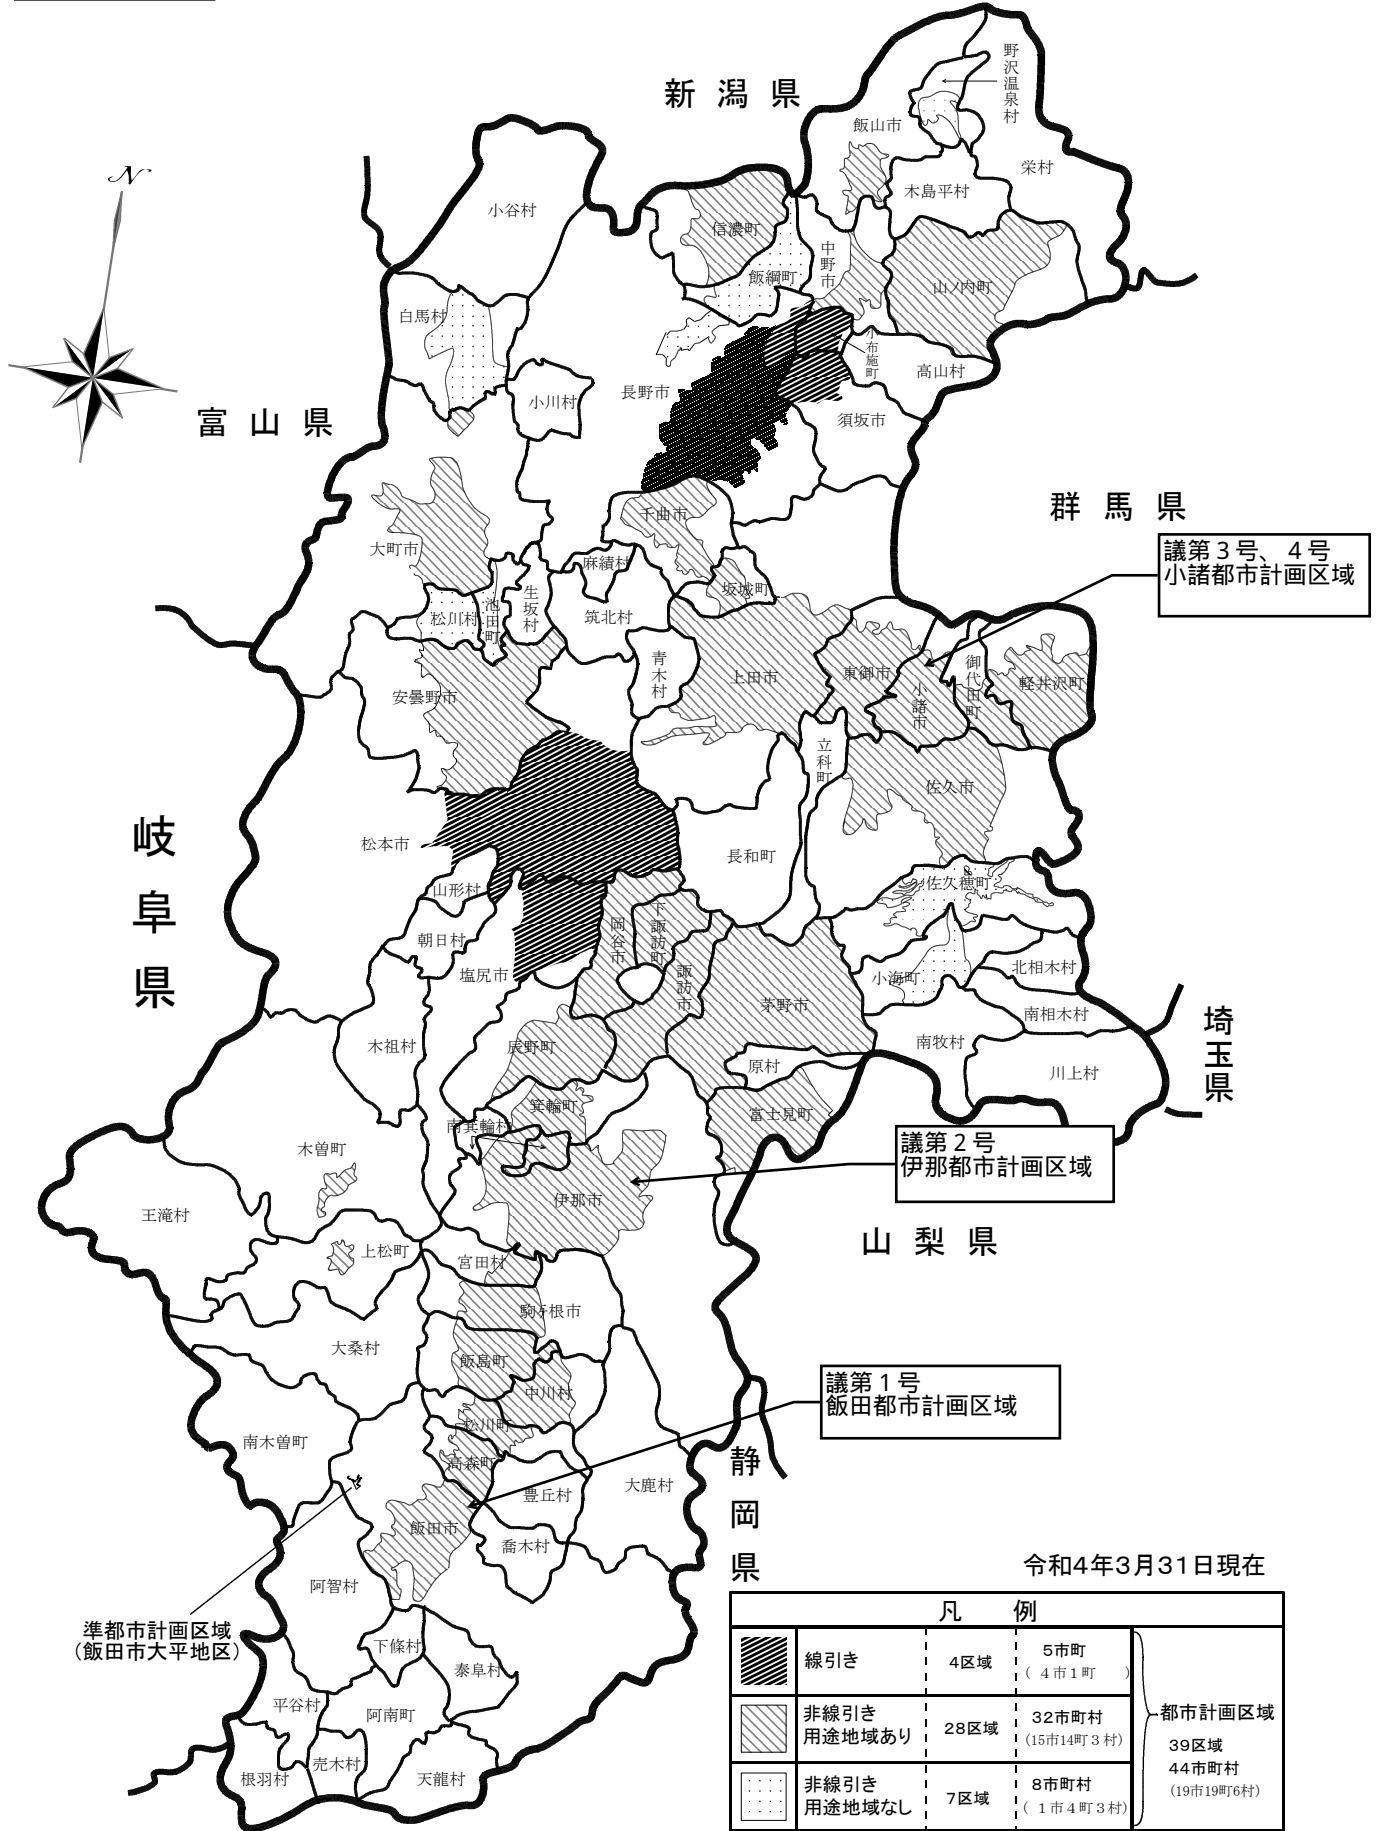 新潟県
野沢温泉村
飯山市
栄村
木島平村
N
小谷村
信濃町
中野市
飯綱町
山ノ内町
白馬村
小布施町
高山村
長野市
小川村
須坂市
富山県
群馬県
千曲市
議第3号、4号
小諸都市計画区域
大町市
麻績村
坂城町
生坂村
池田町
松川村
筑北村
青木村
上田市
東御市
小諸市
御代田町
軽井沢町
安曇野市
立科町
佐久市
岐阜県
松本市
長和町
山形村
佐久穂町
朝日村
岡谷市
下諏訪町
諏訪市
塩尻市
小海町
北相木村
茅野市
南相木村
埼玉県
木祖村
辰野町
南牧村
原村
川上村
箕輪町
富士見町
南箕輪村
木曽町
議第2号
伊那都市計画区域
伊那市
王滝村
山梨県
上松町
宮田村
駒ヶ根市
大桑村
飯島町
中川村
議第1号
飯田都市計画区域
松川町
南木曽町
高森町
静岡県
豊丘村
大鹿村
飯田市
喬木村
阿智村
令和4年3月31日現在
準都市計画区域
(飯田市大平地区)
下條村
泰阜村
平谷村
阿南町
売木村
根羽村
天龍村
凡 例
線引き 4区域 5市町
(4市1町 )
非線引き
用途地域あり 28区域 32市町村
(15市14町3村)
非線引き
用途地域なし 7区域 8市町村
(1市4町3村)
都市計画区域
39区域
44市町村
(19市19町6村)